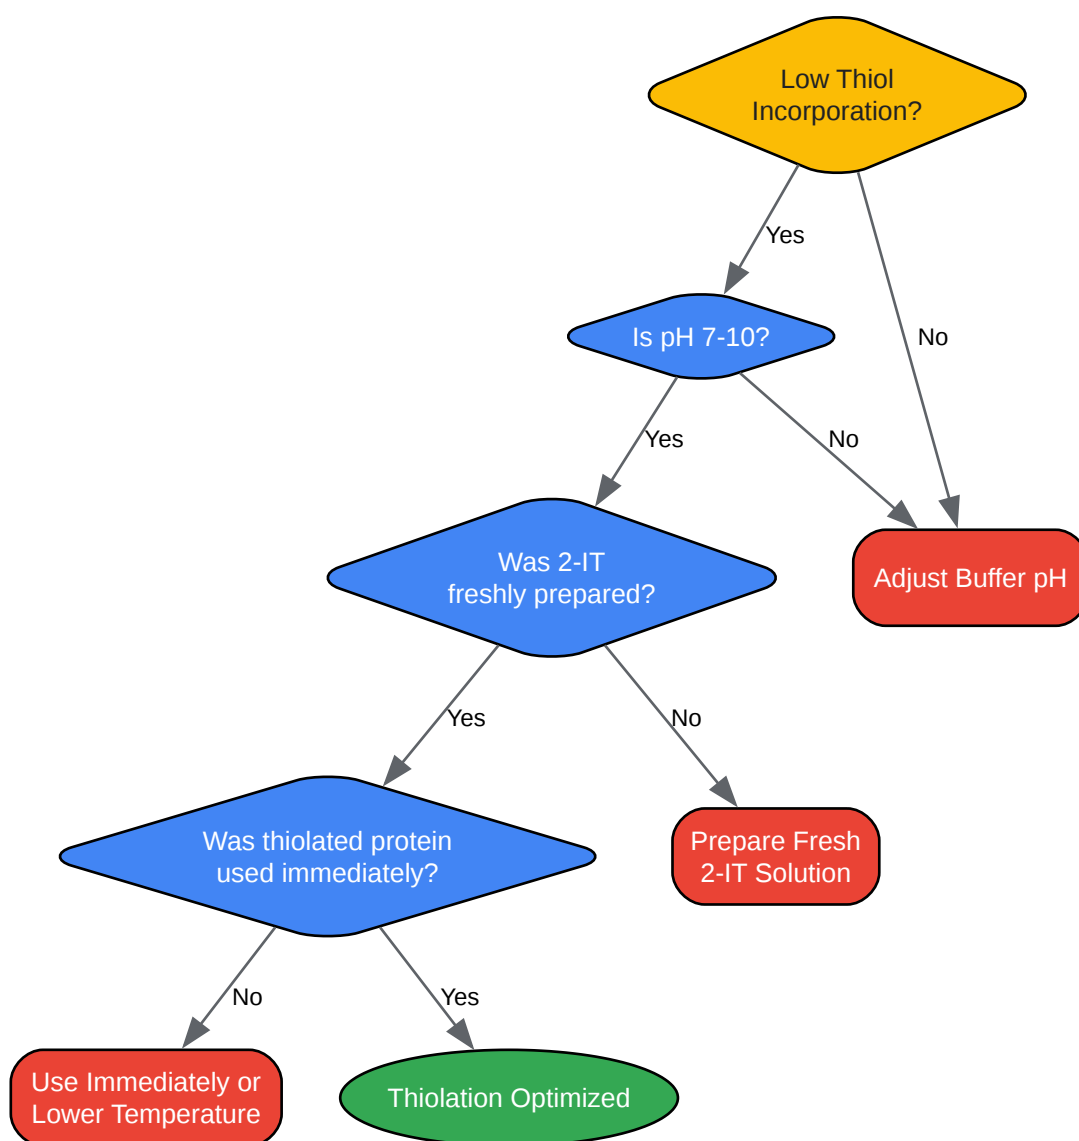 Low Thiol
Incorporation?
Yes
Is pH 7-10?
No
Yes
No
Was 2-IT
freshly prepared?
Adjust Buffer pH
Yes
No
Was thiolated protein
used immediately?
Prepare Fresh
2-IT Solution
No
Yes
Use Immediately or
Lower Temperature
Thiolation Optimized